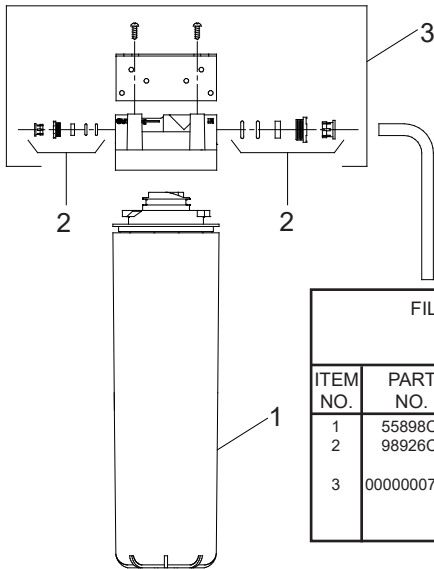 3
2
2
1
FIL
ITEM NO.
PART NO.
1 55898C
2 98926C
3 00000007